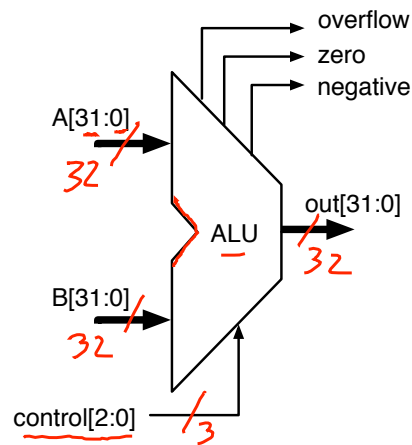 overflow
zero
negative
A[31:0]
32
ALU
out[31:0]
32
B[31:0]
32
control[2:0]
3